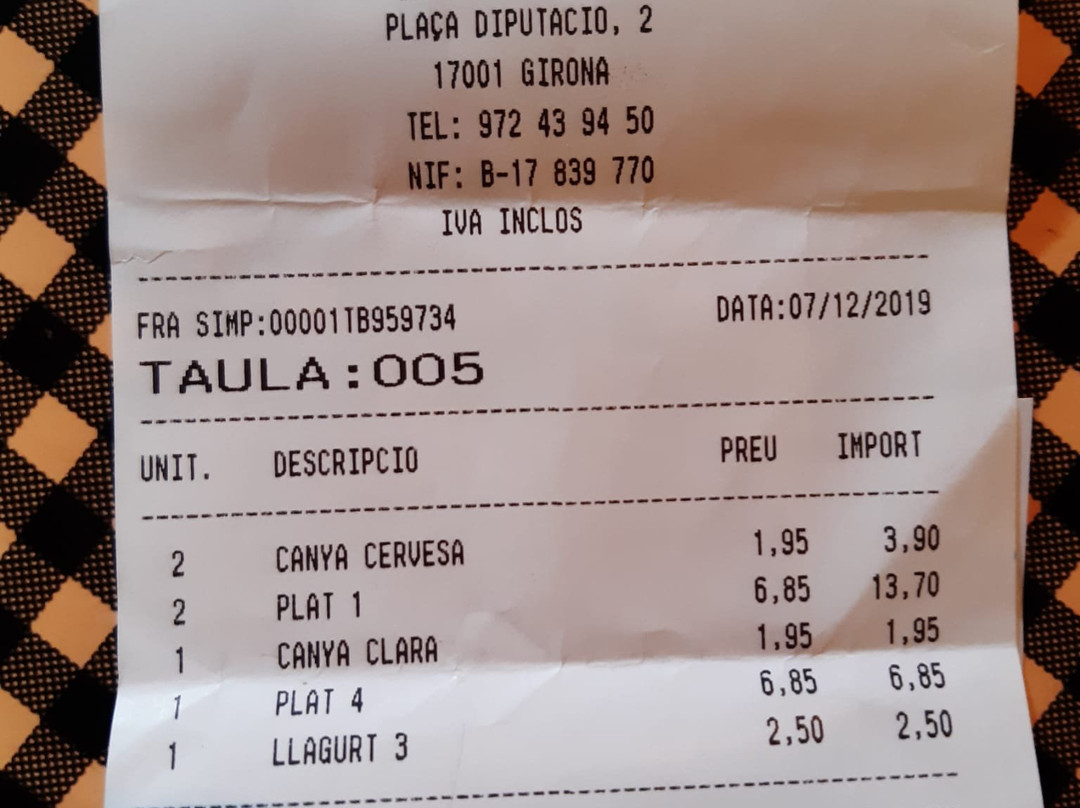 PLAÇA DIPUTACIO, 2
17001 GIRONA
TEL: 972 43 94 50
NIF: B-17 839 770
IVA INCLOS
FRA SIMP:00001TB959734 DATA:07/12/2019
TAULA:005
UNIT. DESCRIPCIO PREU IMPORT
2 CANYA CERVESA 1,95 3,90
2 PLAT 1 6,85 13,70
1 CANYA CLARA 1,95 1,95
1 PLAT 4 6,85 6,85
1 LLAGURT 3 2,50 2,50